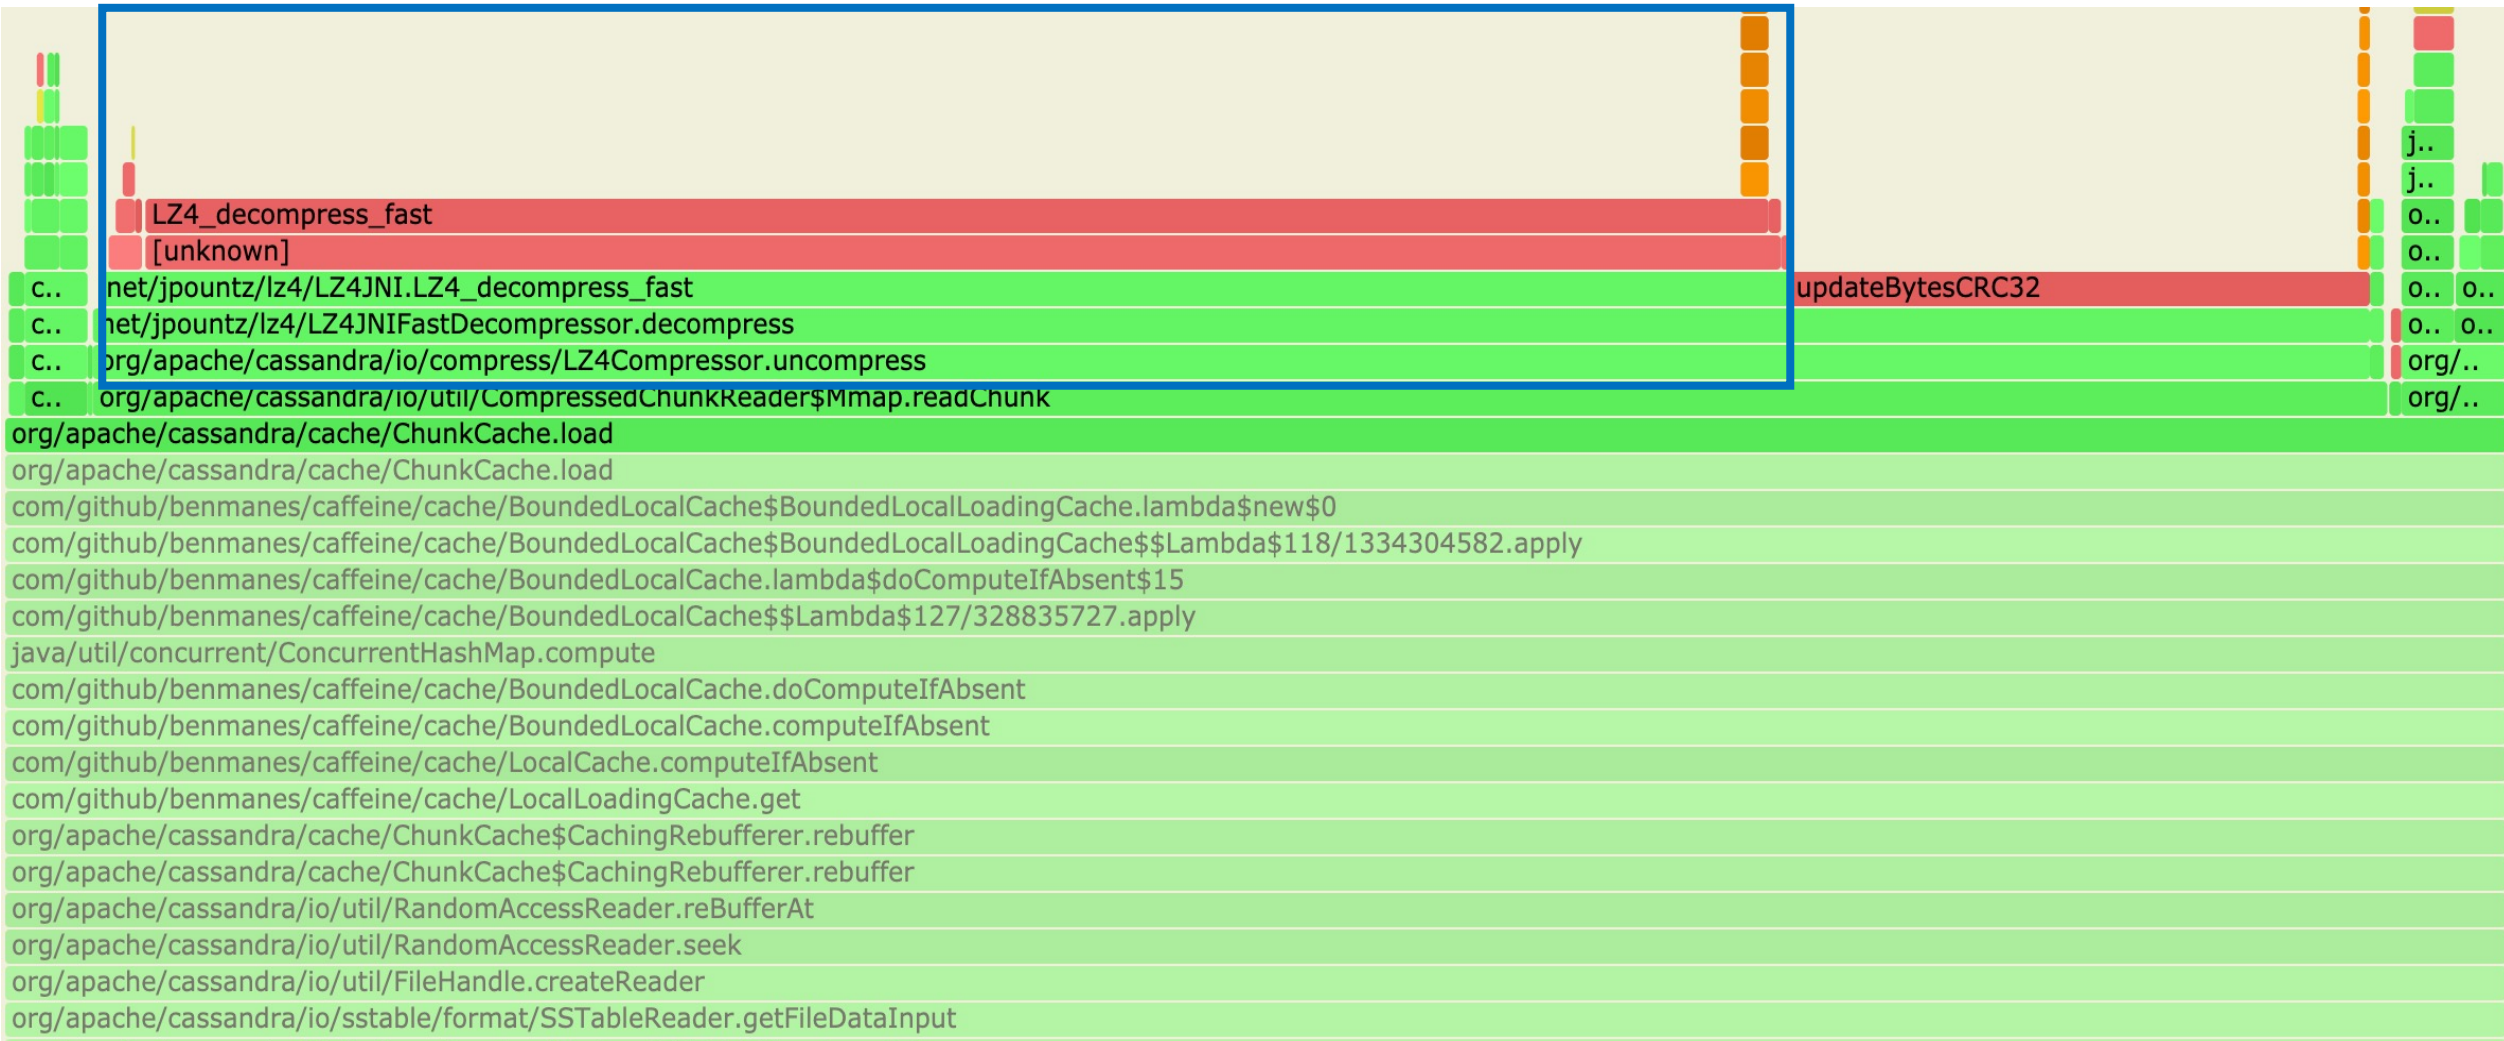 j..
j..
LZ4_decompress_fast o..
[unknown] o..
c.. net/jpountz/lz4/LZ4JNI.LZ4_decompress_fast updateBytesCRC32 o.. o..
c.. net/jpountz/lz4/LZ4JNIFastDecompressor.decompress o.. o..
c.. org/apache/cassandra/io/compress/LZ4Compressor.uncompress org/..
c.. org/apache/cassandra/io/util/CompressedChunkReader$Mmap.readChunk org/..
org/apache/cassandra/cache/ChunkCache.load
org/apache/cassandra/cache/ChunkCache.load
com/github/benmanes/caffeine/cache/BoundedLocalCache$BoundedLocalLoadingCache.lambda$new$0
com/github/benmanes/caffeine/cache/BoundedLocalCache$BoundedLocalLoadingCache$$Lambda$118/1334304582.apply
com/github/benmanes/caffeine/cache/BoundedLocalCache.lambda$doComputeIfAbsent$15
com/github/benmanes/caffeine/cache/BoundedLocalCache$$Lambda$127/328835727.apply
java/util/concurrent/ConcurrentHashMap.compute
com/github/benmanes/caffeine/cache/BoundedLocalCache.doComputeIfAbsent
com/github/benmanes/caffeine/cache/BoundedLocalCache.computeIfAbsent
com/github/benmanes/caffeine/cache/LocalCache.computeIfAbsent
com/github/benmanes/caffeine/cache/LocalLoadingCache.get
org/apache/cassandra/cache/ChunkCache$CachingRebufferer.rebuffer
org/apache/cassandra/cache/ChunkCache$CachingRebufferer.rebuffer
org/apache/cassandra/io/util/RandomAccessReader.reBufferAt
org/apache/cassandra/io/util/RandomAccessReader.seek
org/apache/cassandra/io/util/FileHandle.createReader
org/apache/cassandra/io/sstable/format/SSTableReader.getFileDataInput